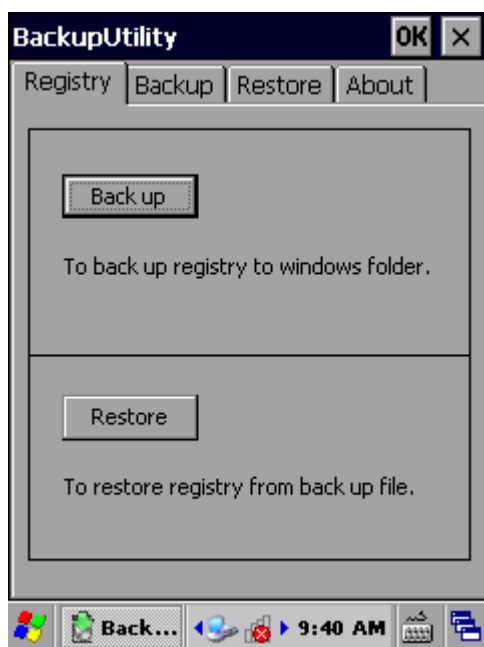 BackupUtility OK ×
Registry Backup Restore About
Back up
To back up registry to windows folder.
Restore
To restore registry from back up file.
Back... 9:40 AM